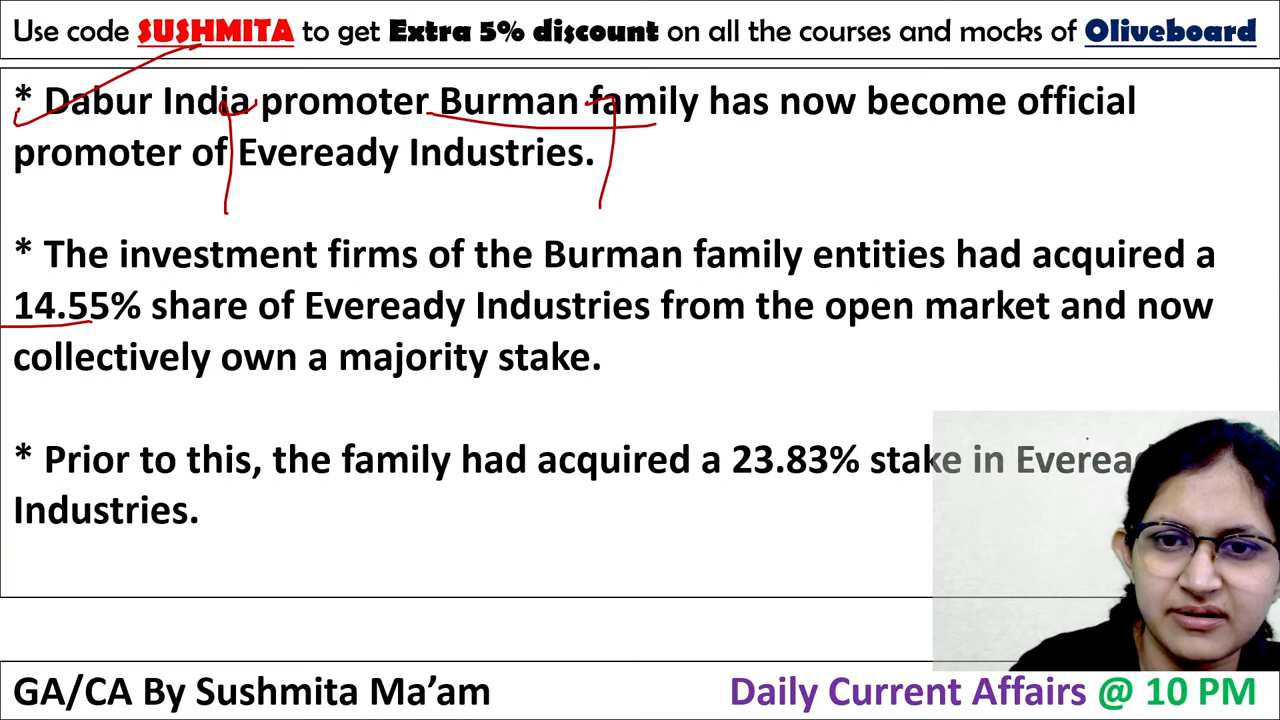 Use code SUSHMITA to get Extra 5% discount on all the courses and mocks of Oliveboard
* Dabur India promoter Burman family has now become official
promoter of Eveready Industries.
* The investment firms of the Burman family entities had acquired a
14.55% share of Eveready Industries from the open market and now
collectively own a majority stake.
* Prior to this, the family had acquired a 23.83% stake in
Industries.
GA/CA By Sushmita Ma’am
Daily Current Affairs @ 10 PM